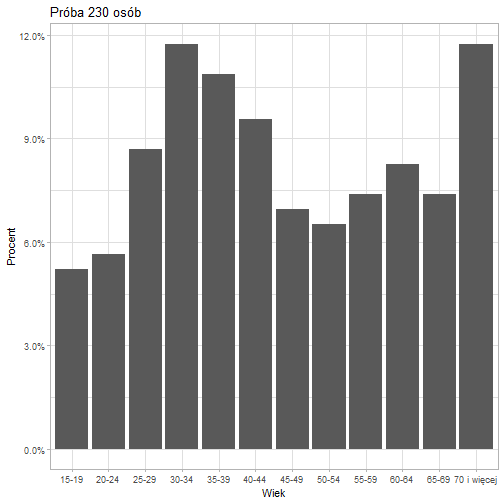 Próba 230 osób
12.0%
9.0%
6.0%
3.0%
0.0%
Procent
15-19 20-24 25-29 30-34 35-39 40-44 45-49 50-54 55-59 60-64 65-69 70 i więcej
Wiek